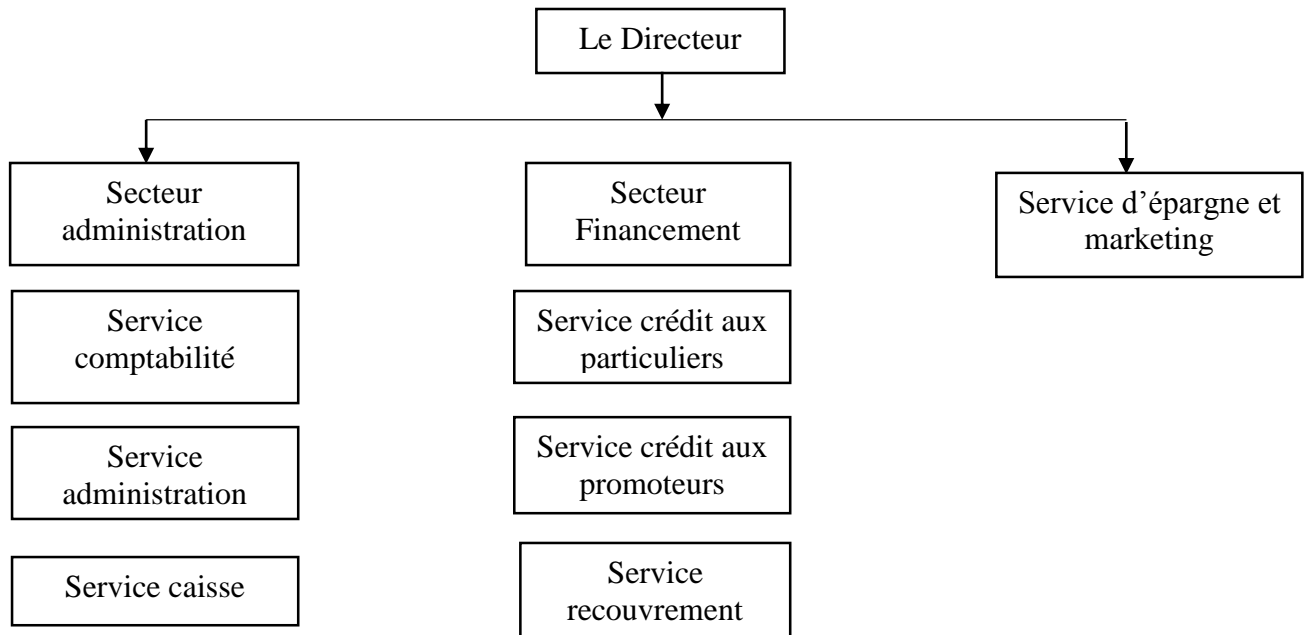 Le Directeur
Secteur
administration
Secteur
Financement
Service d'épargne et
marketing
Service
comptabilité
Service crédit aux
particuliers
Service
administration
Service crédit aux
promoteurs
Service caisse
Service
recouvrement